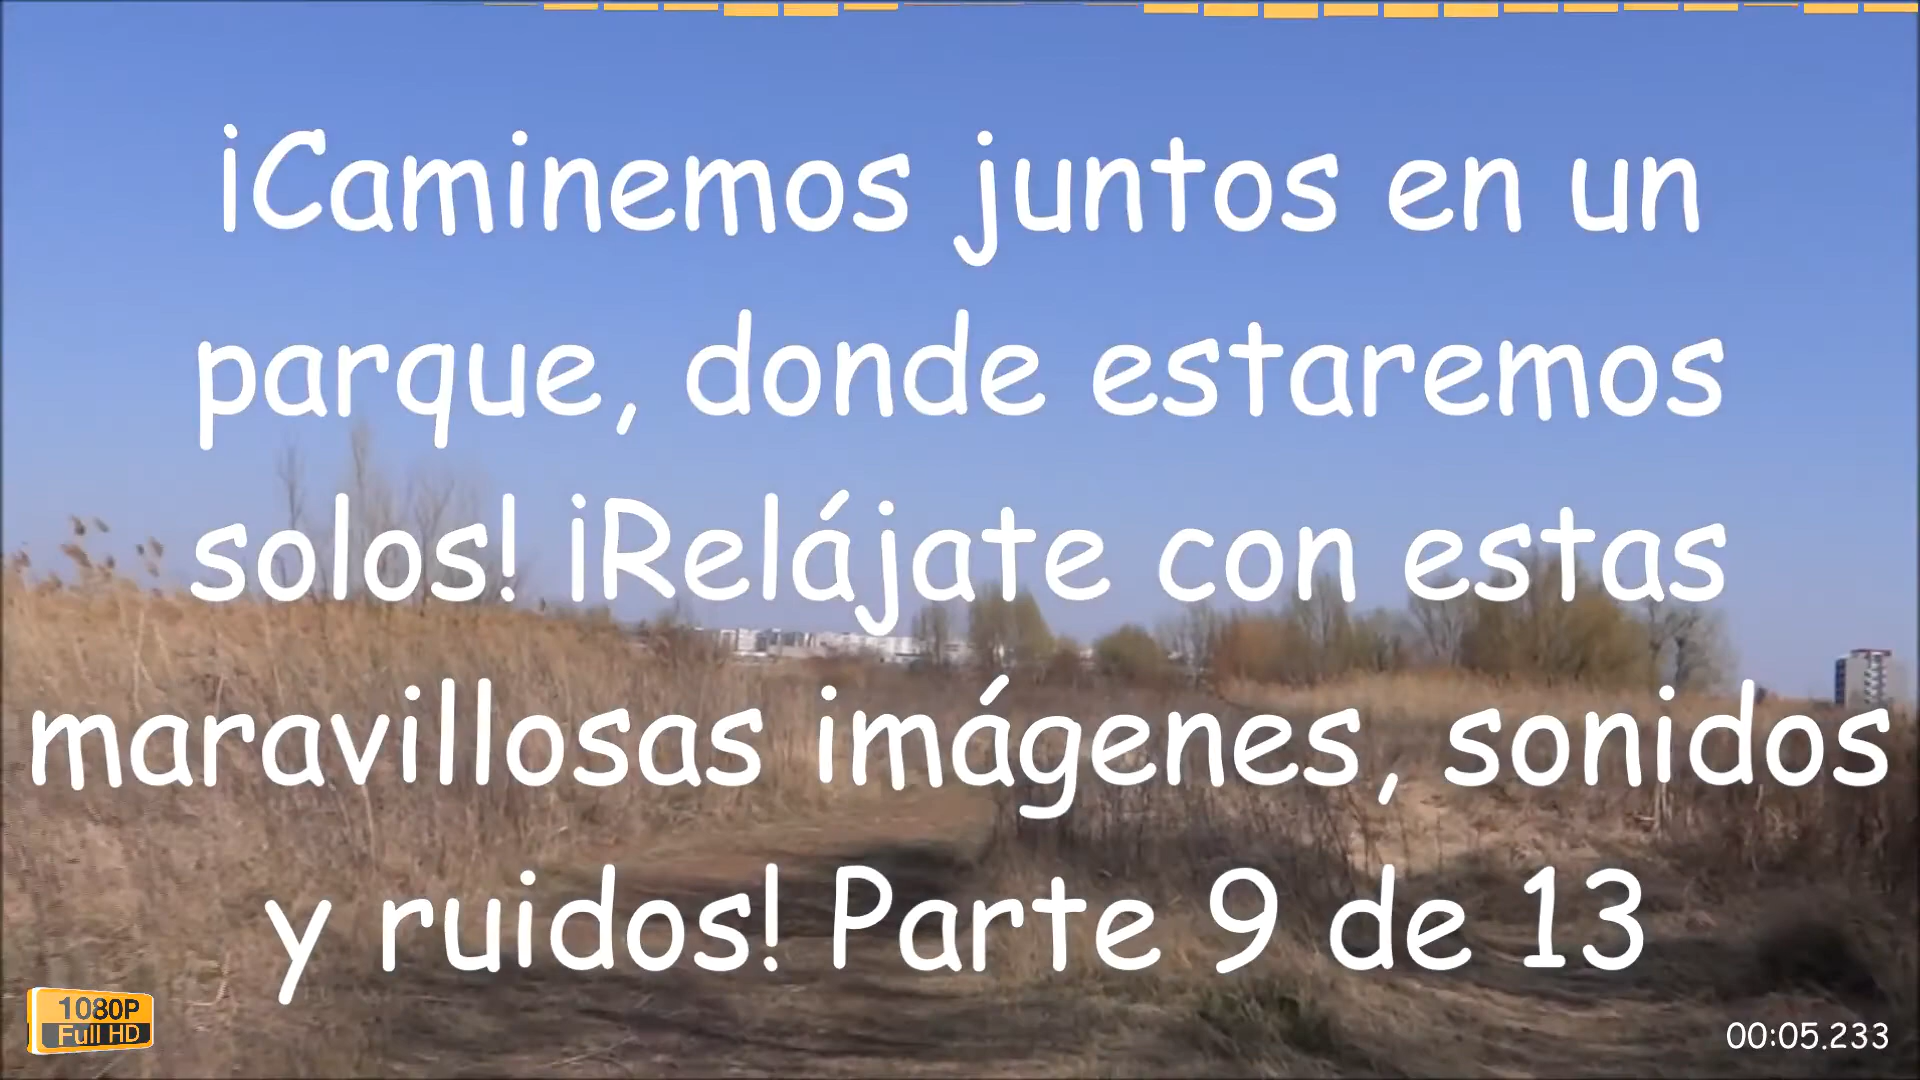 ¡Caminemos juntos en un
parque, donde estaremos
solos! ¡Relájate con estas
maravillosas imágenes, sonidos
y ruidos! Parte 9 de 13
1080P
Full HD
00:05.233